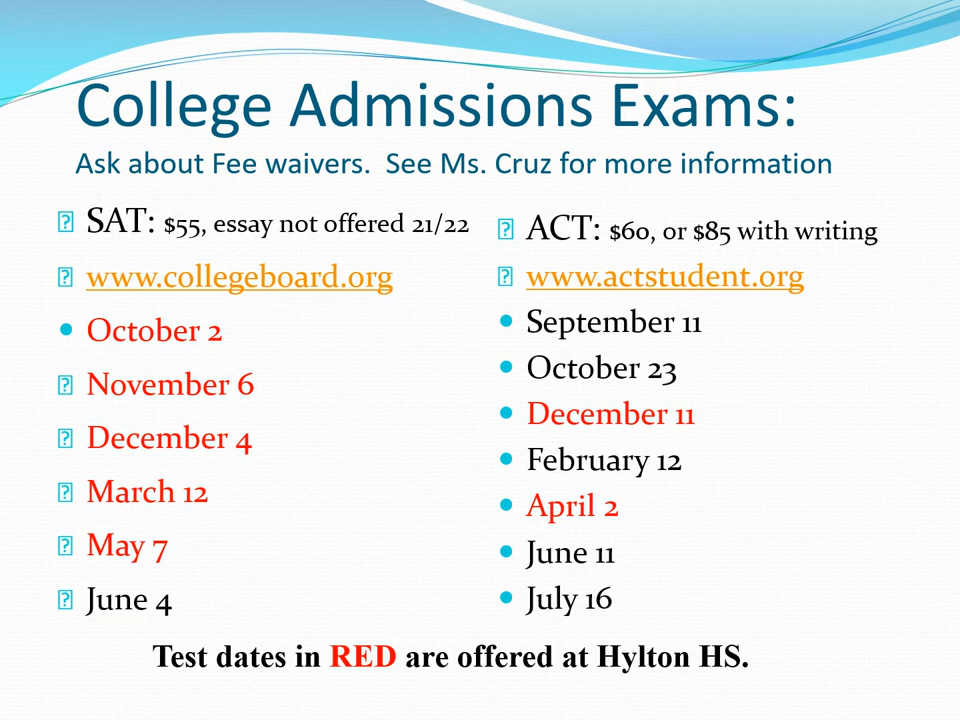 College Admissions Exams:
Ask about Fee waivers.  See Ms. Cruz for more information
SAT: $55, essay not offered 21/22
www.collegeboard.org
October 2
November 6
December 4
March 12
May 7
June 4
ACT: $60, or $85 with writing
www.actstudent.org
September 11
October 23
December 11
February 12
April 2
June 11
July 16
Test dates in RED are offered at Hylton HS.